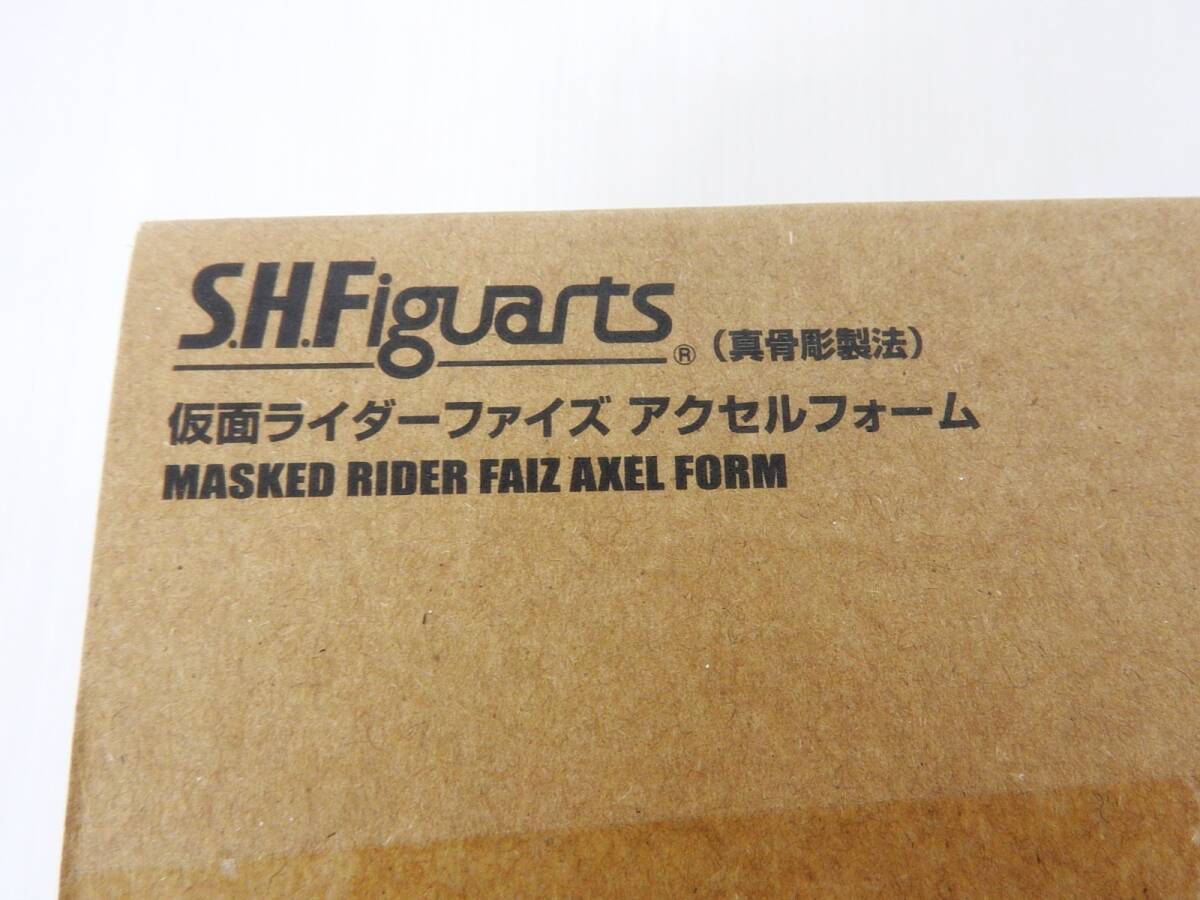 S.H.Figuarts® （真骨彫製法）
仮面ライダーファイズ アクセルフォーム
MASKED RIDER FAIZ AXEL FORM